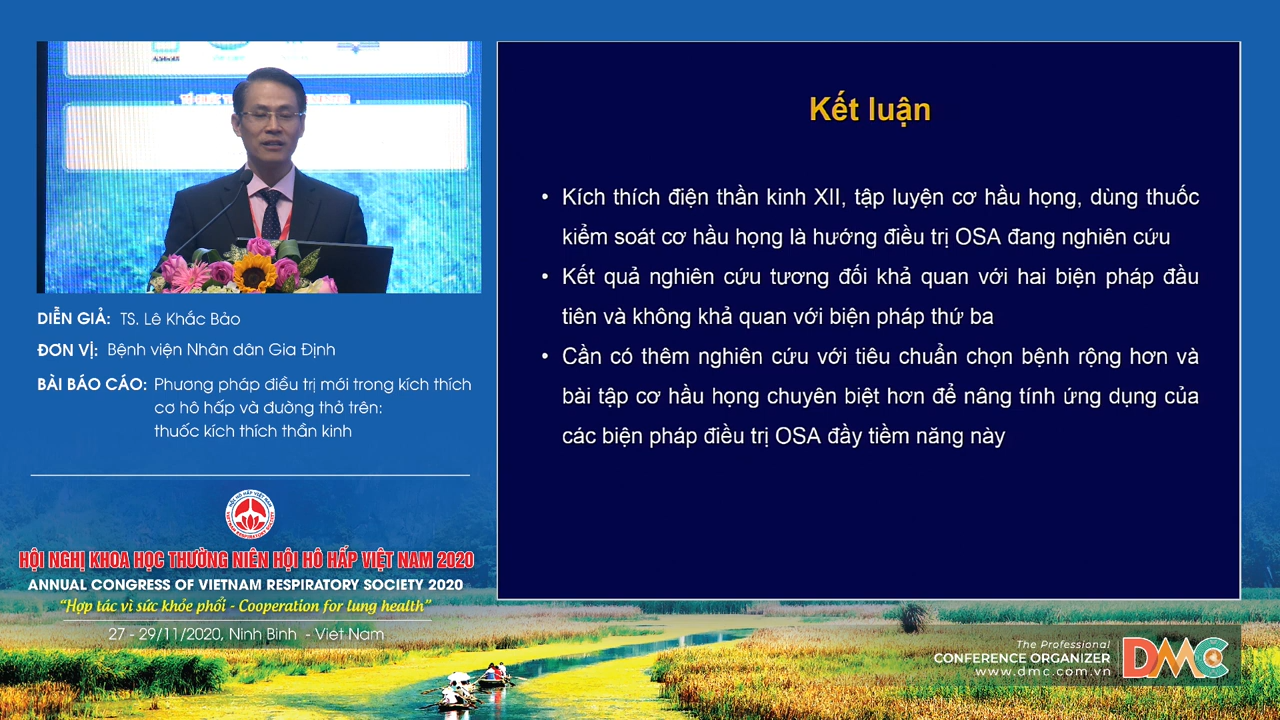 DIỄN GIẢ: TS. Lê Khắc Bảo
ĐƠN VỊ: Bệnh viện Nhân dân Gia Định
BÀI BÁO CÁO: Phương pháp điều trị mới trong kích thích
cơ hô hấp và đường thở trên:
thuốc kích thích thần kinh
HỘI HÔ HẤP VIỆT NAM
VIETNAM RESPIRATORY SOCIETY
HỘI NGHỊ KHOA HỌC THƯỜNG NIÊN HỘI HÔ HẤP VIỆT NAM 2020
ANNUAL CONGRESS OF VIETNAM RESPIRATORY SOCIETY 2020
“Hợp tác vì sức khỏe phổi - Cooperation for lung health”
27 - 29/11/2020, Ninh Bình - Việt Nam
Kết luận
• Kích thích điện thần kinh XII, tập luyện cơ hầu họng, dùng thuốc
kiểm soát cơ hầu họng là hướng điều trị OSA đang nghiên cứu
• Kết quả nghiên cứu tương đối khả quan với hai biện pháp đầu
tiên và không khả quan với biện pháp thứ ba
• Cần có thêm nghiên cứu với tiêu chuẩn chọn bệnh rộng hơn và
bài tập cơ hầu họng chuyên biệt hơn để nâng tính ứng dụng của
các biện pháp điều trị OSA đầy tiềm năng này
The Professional
CONFERENCE ORGANIZER
www.dmc.com.vn
DMC